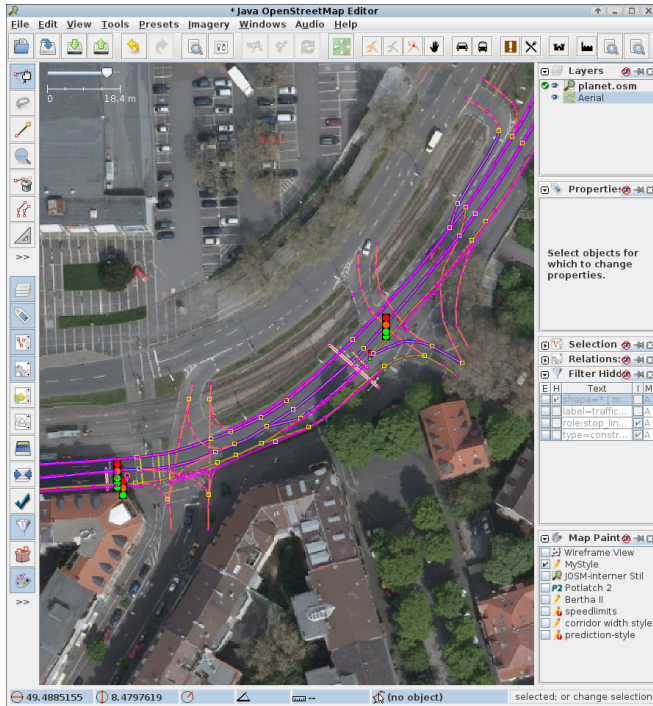 * Java OpenStreetMap Editor
File Edit View Tools Presets Imagery Windows Audio Help
0 18.4 m
>>
>>
Layers
planet.osm
Aerial
Properties
Select objects for
which to change
properties.
Selection
Relations:
Filter Hidd
E H Text I M
shape=* | m...
label=traffic...
role:stop_lin...
type=constr...
A
A
A
A
Map Paint
Wireframe View
MyStyle
JOSM-interner Stil
P2 Potlatch 2
Bertha II
speedlimits
corridor width style
prediction-style
49.4885155 8.4797619 -- (no object) selected; or change selection